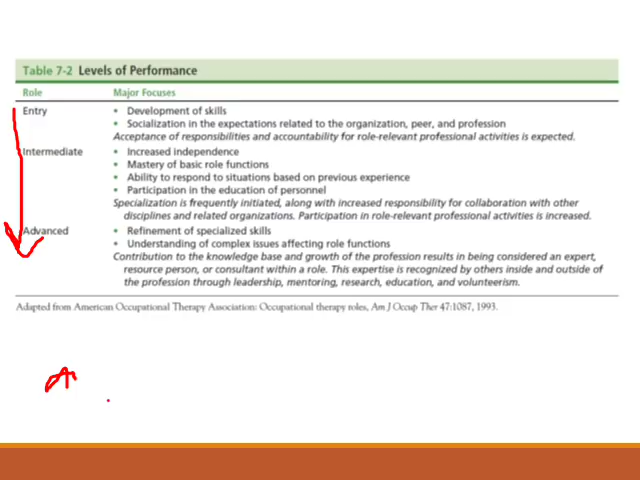 Table 7-2 Levels of Performance
Role Major Focuses
Entry • Development of skills
• Socialization in the expectations related to the organization, peer, and profession
Acceptance of responsibilities and accountability for role-relevant professional activities is expected.
Intermediate • Increased independence
• Mastery of basic role functions
• Ability to respond to situations based on previous experience
• Participation in the education of personnel
Specialization is frequently initiated, along with increased responsibility for collaboration with other
disciplines and related organizations. Participation in role-relevant professional activities is increased.
Advanced • Refinement of specialized skills
• Understanding of complex issues affecting role functions
Contribution to the knowledge base and growth of the profession results in being considered an expert,
resource person, or consultant within a role. This expertise is recognized by others inside and outside of
the profession through leadership, mentoring, research, education, and volunteerism.
Adapted from American Occupational Therapy Association: Occupational therapy roles, Am J Occup Ther 47:1087, 1993.